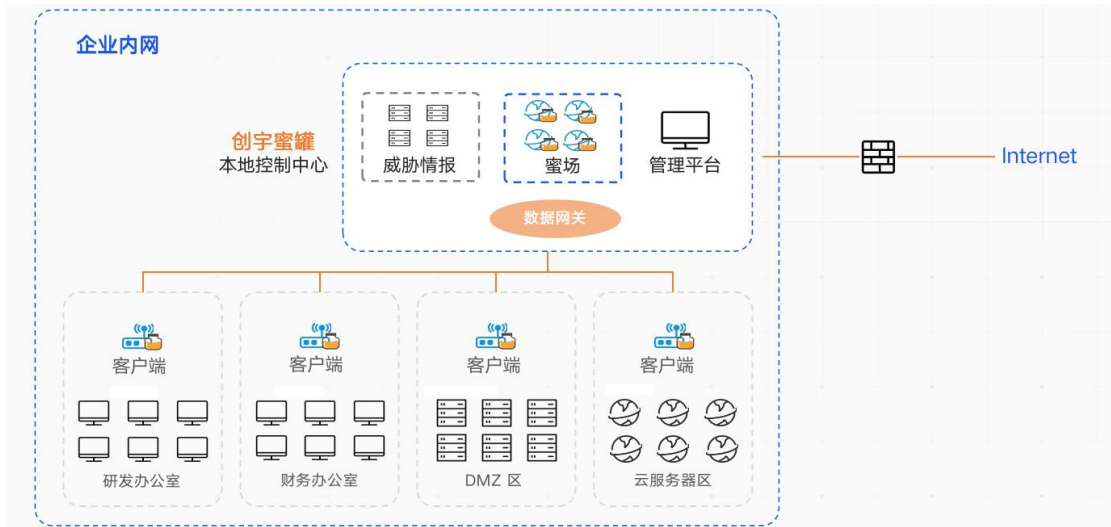 企业内网
创宇蜜罐
本地控制中心
威胁情报
蜜场
管理平台
Internet
数据网关
客户端
客户端
客户端
客户端
研发办公室
财务办公室
DMZ 区
云服务器区